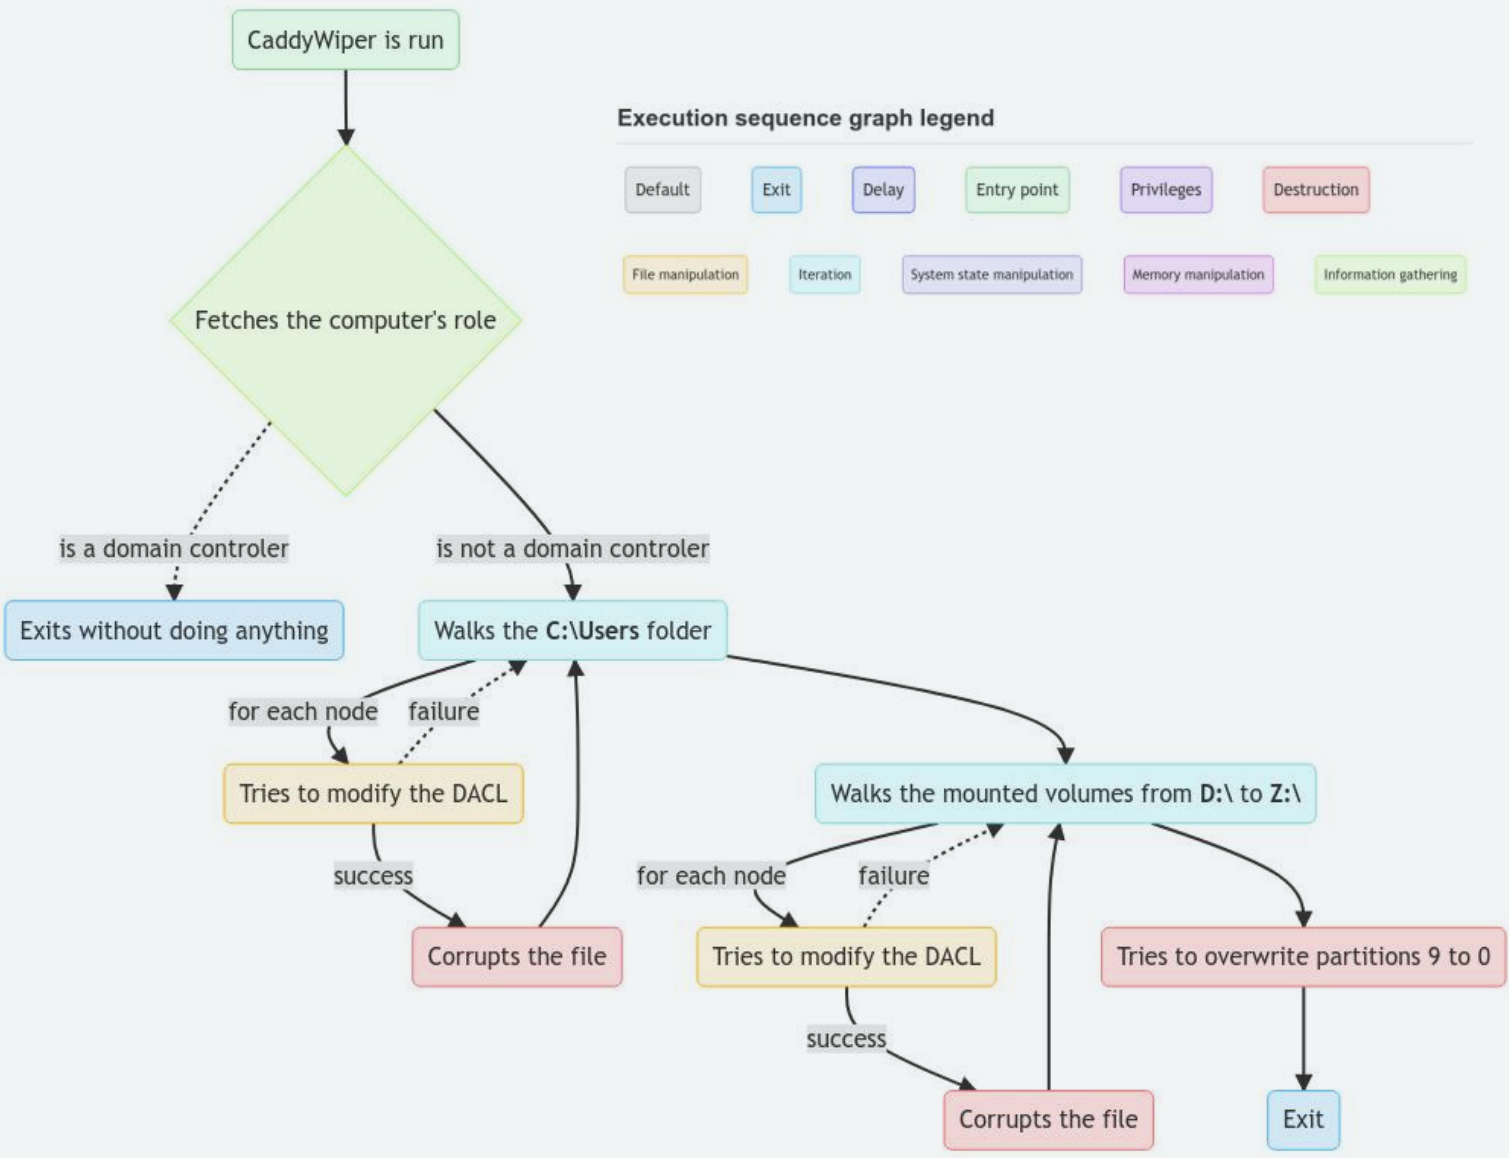 CaddyWiper is run
Execution sequence graph legend
Default
Exit
Delay
Entry point
Privileges
Destruction
File manipulation
Iteration
System state manipulation
Memory manipulation
Information gathering
Fetches the computer's role
is a domain controler
is not a domain controler
Exits without doing anything
Walks the C:\Users folder
for each node
failure
Tries to modify the DACL
Walks the mounted volumes from D:\ to Z:\
success
for each node
failure
Corrupts the file
Tries to modify the DACL
Tries to overwrite partitions 9 to 0
success
Corrupts the file
Exit